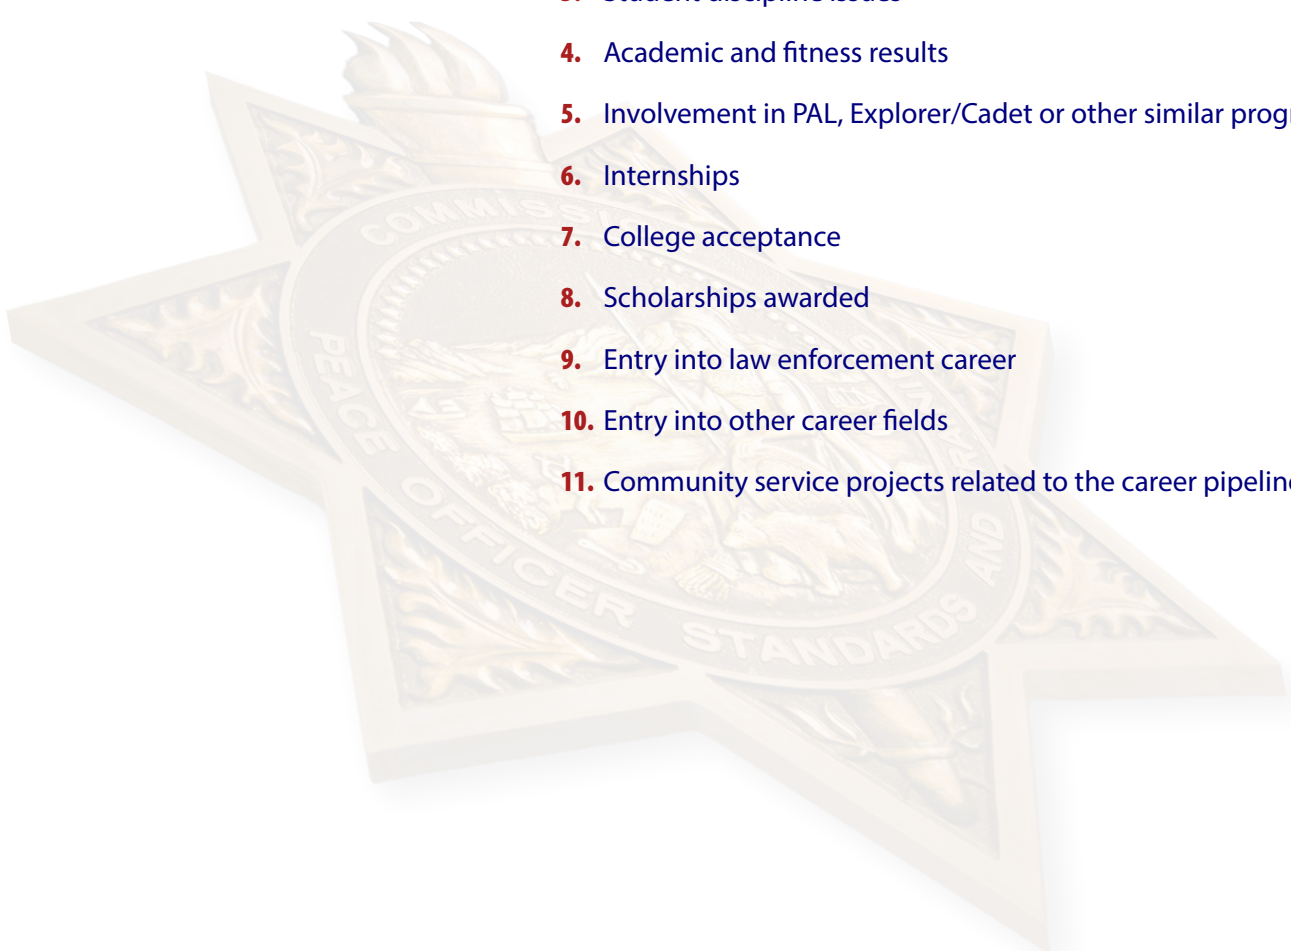 4. Academic and fitness results
5. Involvement in PAL, Explorer/Cadet or other similar
6. Internships
7. College acceptance
8. Scholarships awarded
9. Entry into law enforcement career
10. Entry into other career fields
11. Community service projects related to the career
PEACE OFFICER STANDARDS AND